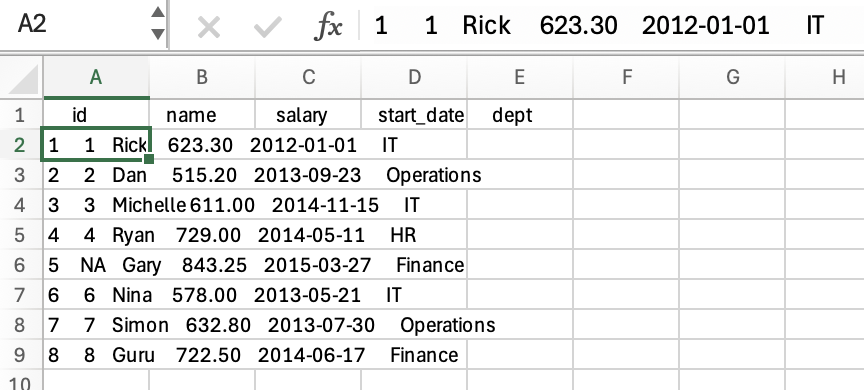 A2 fx 1 1 Rick 623.30 2012-01-01 IT
A B C D E F G H
1 id name salary start_date dept
2 1 1 Rick 623.30 2012-01-01 IT
3 2 2 Dan 515.20 2013-09-23 Operations
4 3 3 Michelle 611.00 2014-11-15 IT
5 4 4 Ryan 729.00 2014-05-11 HR
6 5 NA Gary 843.25 2015-03-27 Finance
7 6 6 Nina 578.00 2013-05-21 IT
8 7 7 Simon 632.80 2013-07-30 Operations
9 8 8 Guru 722.50 2014-06-17 Finance
10